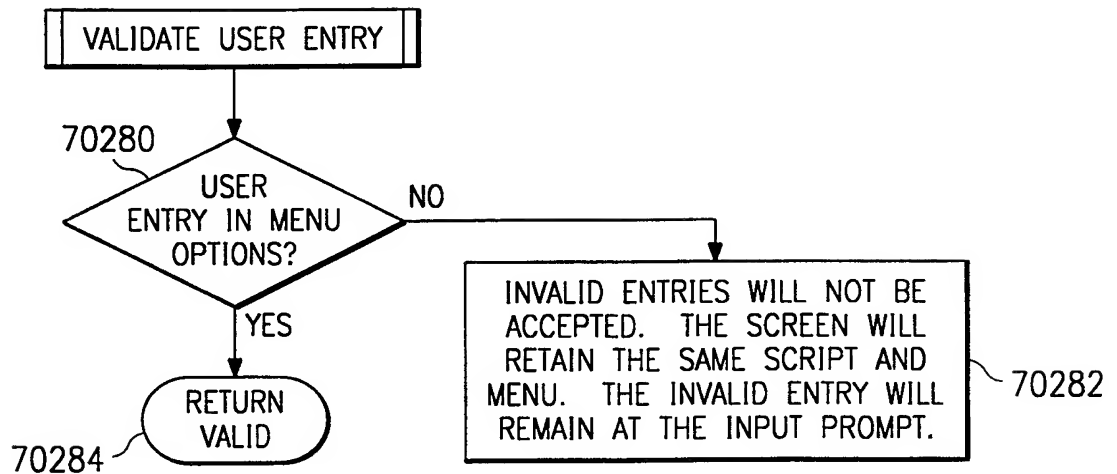 VALIDATE USER ENTRY
70280
USER
ENTRY IN MENU
OPTIONS?
NO
YES
INVALID ENTRIES WILL NOT BE
ACCEPTED. THE SCREEN WILL
RETAIN THE SAME SCRIPT AND
MENU. THE INVALID ENTRY WILL
REMAIN AT THE INPUT PROMPT.
70282
RETURN
VALID
70284